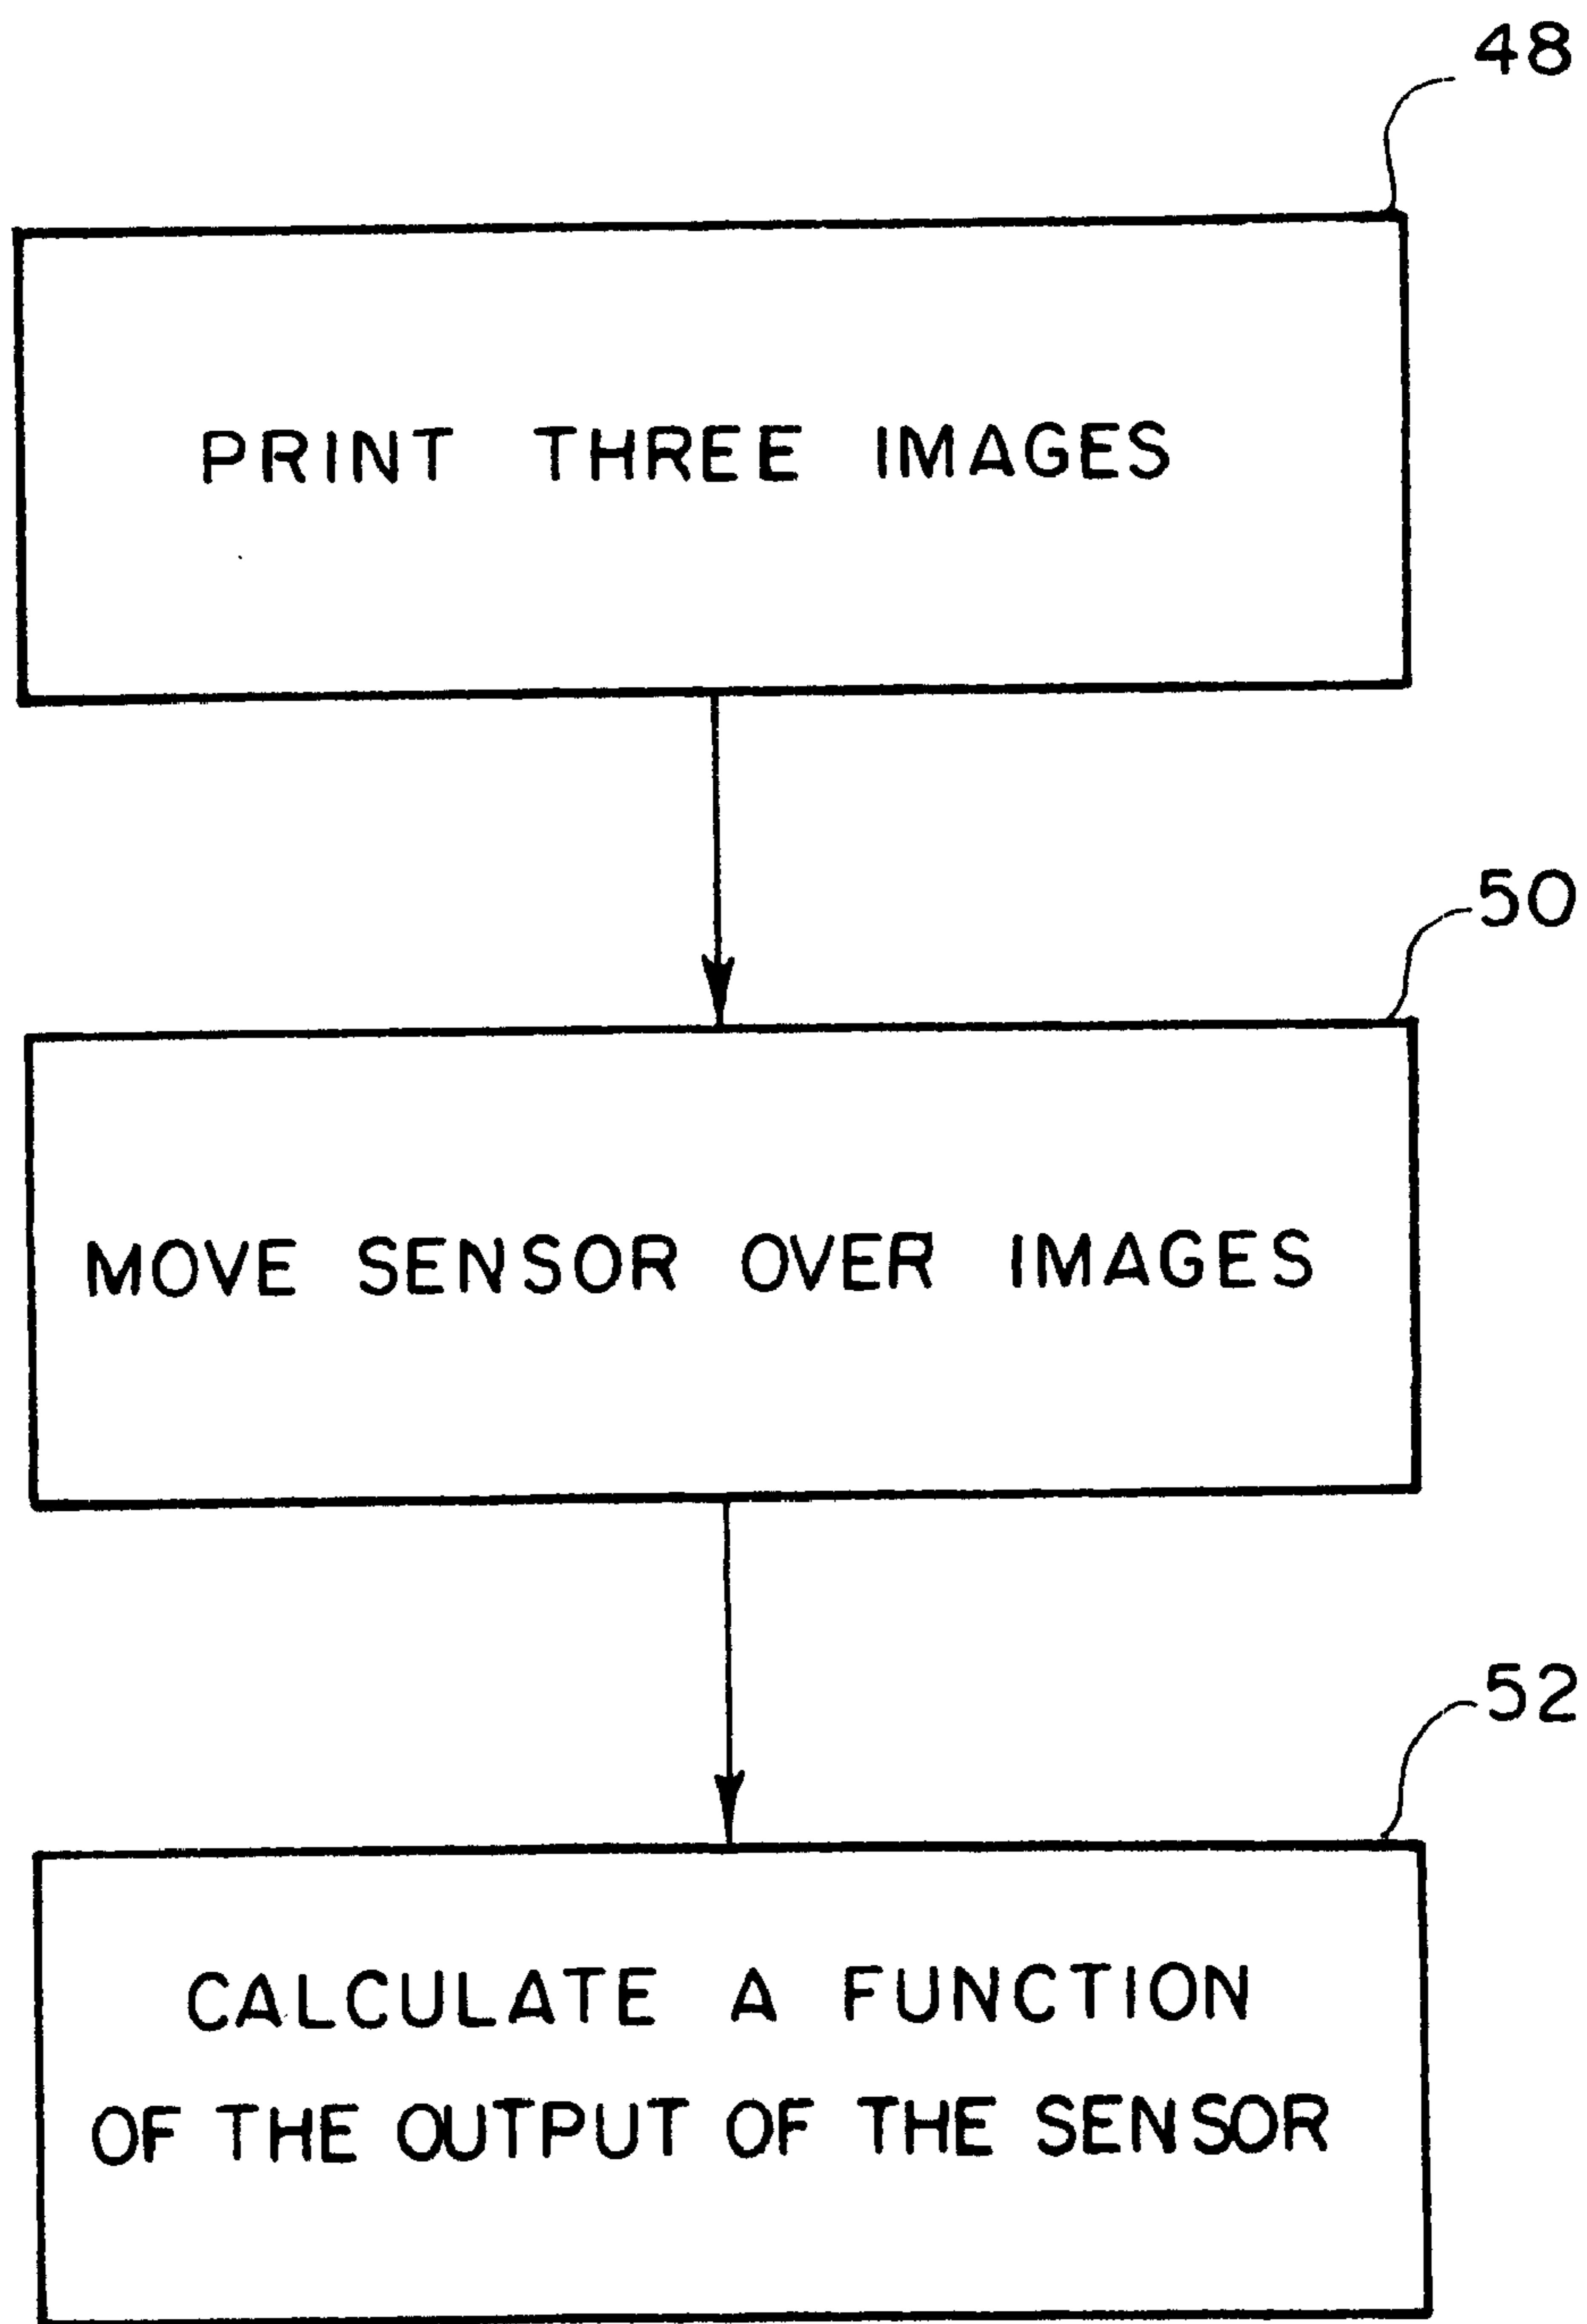 48
PRINT THREE IMAGES
50
MOVE SENSOR OVER IMAGES
52
CALCULATE A FUNCTION
OF THE OUTPUT OF THE SENSOR